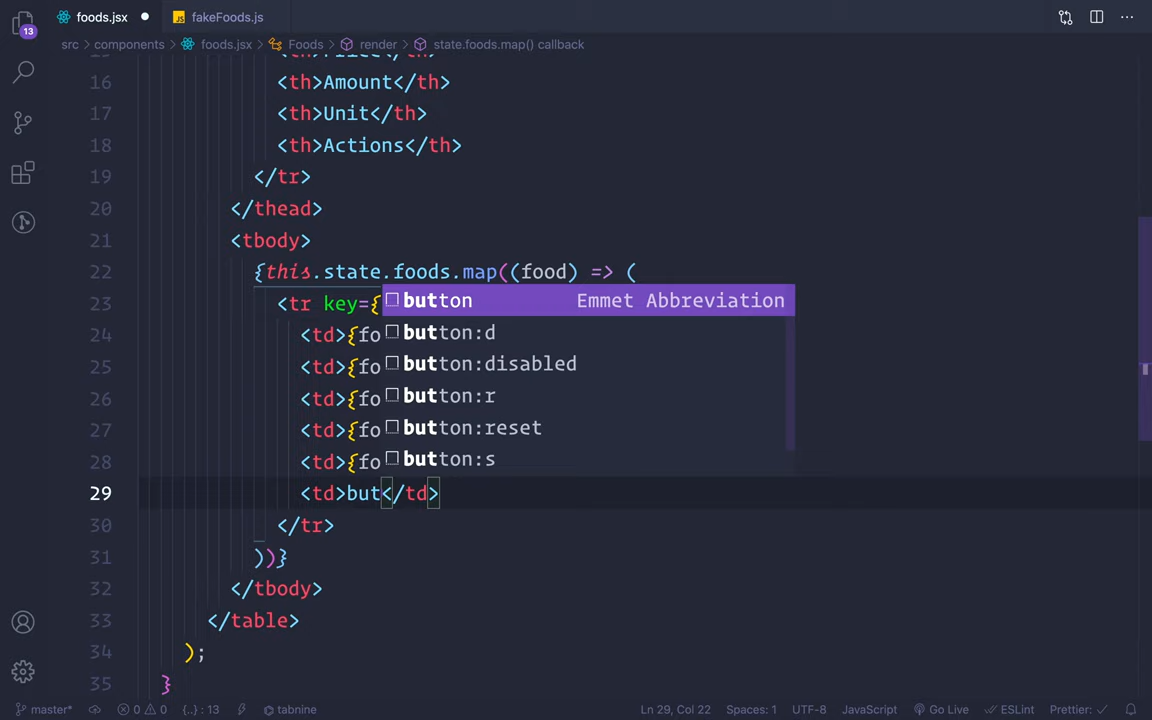 foods.jsx fakeFoods.js
13
src > components > foods.jsx > Foods > render > state.foods.map() callback
16 <th>Amount</th>
17 <th>Unit</th>
18 <th>Actions</th>
19 </tr>
20 </thead>
21 <tbody>
22 {this.state.foods.map((food) => (
23 <tr key={
button Emmet Abbreviation
24 <td>{fo
button:d
25 <td>{fo
button:disabled
26 <td>{fo
button:r
27 <td>{fo
button:reset
28 <td>{fo
button:s
29 <td>but</td>
30 </tr>
31 ))}
32 </tbody>
33 </table>
34 );
35 }
master* 0 0 {..} : 13 tabnine Ln 29, Col 22 Spaces: 1 UTF-8 JavaScript Go Live ESLint Prettier: